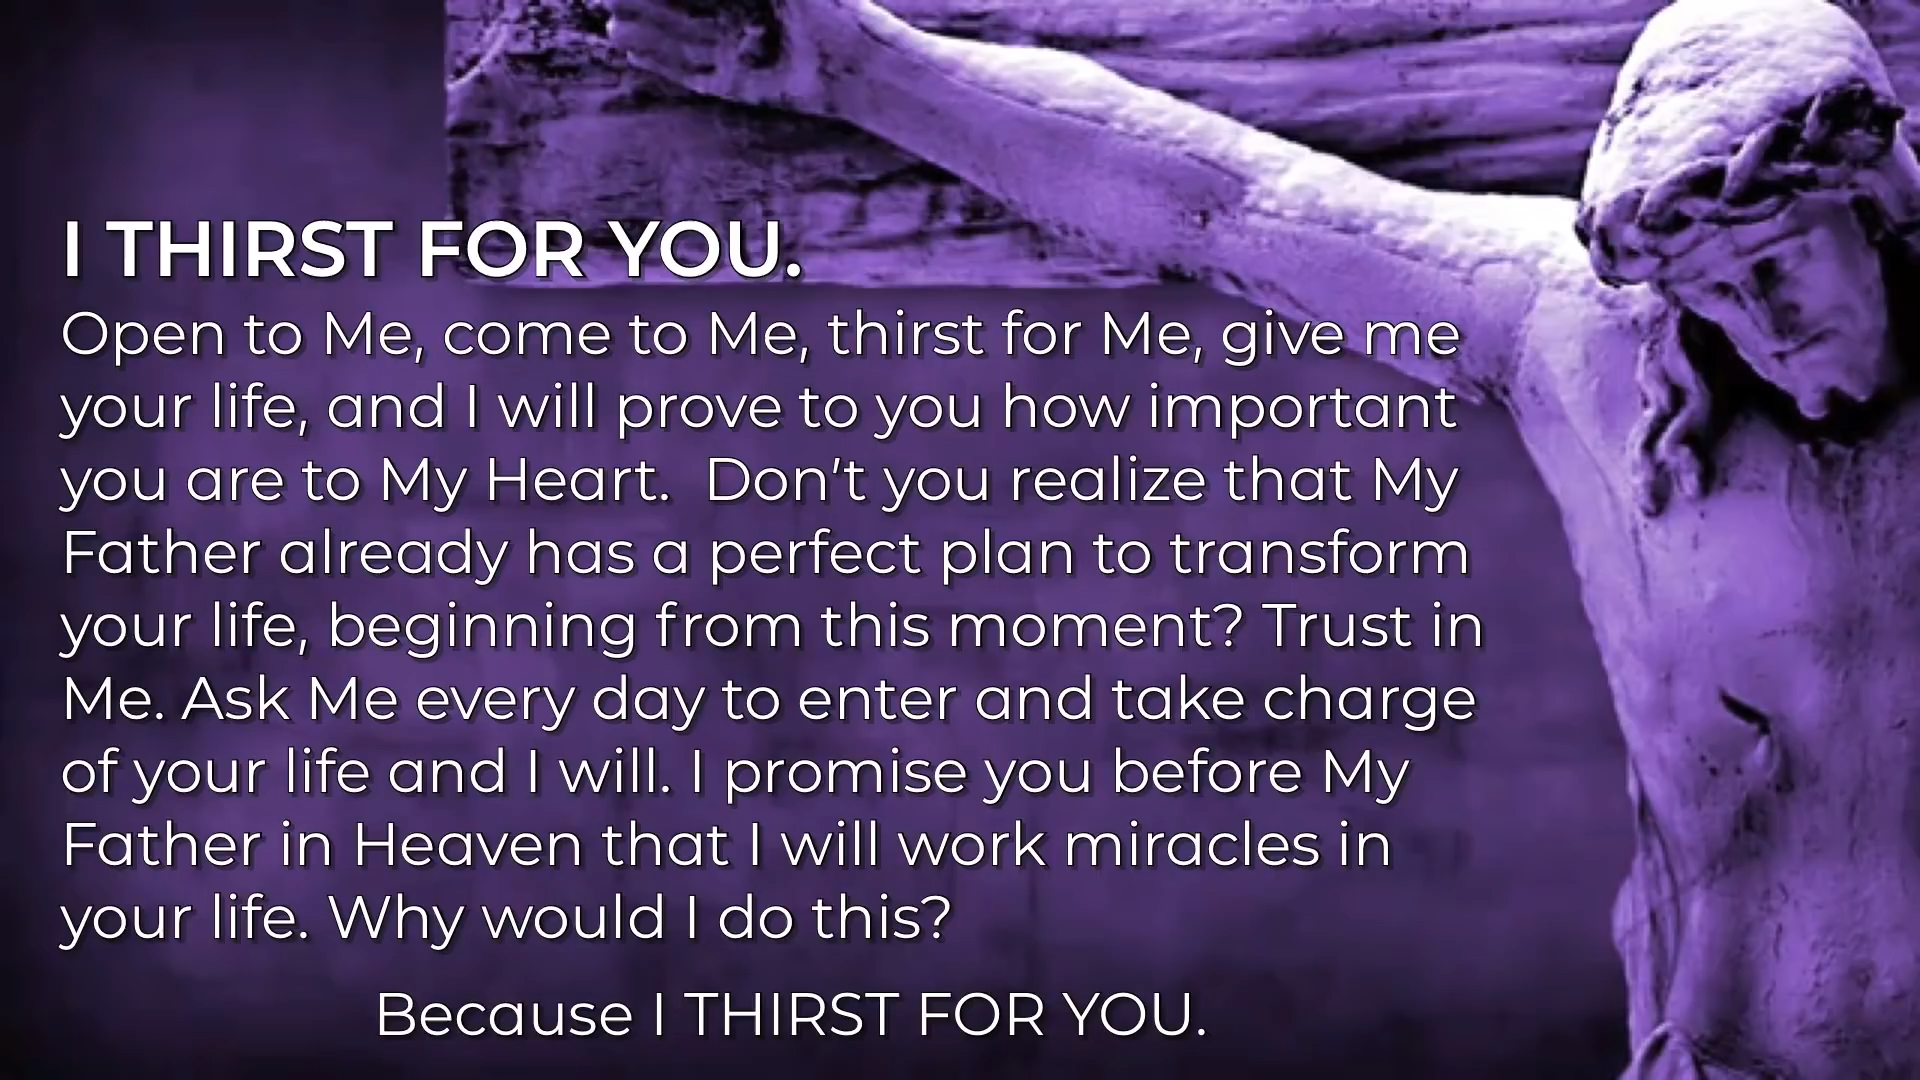 I THIRST FOR YOU.
Open to Me, come to Me, thirst for Me, give me
your life, and I will prove to you how important
you are to My Heart.  Don't you realize that My
Father already has a perfect plan to transform
your life, beginning from this moment? Trust in
Me. Ask Me every day to enter and take charge
of your life and I will. I promise you before My
Father in Heaven that I will work miracles in
your life. Why would I do this?
Because I THIRST FOR YOU.